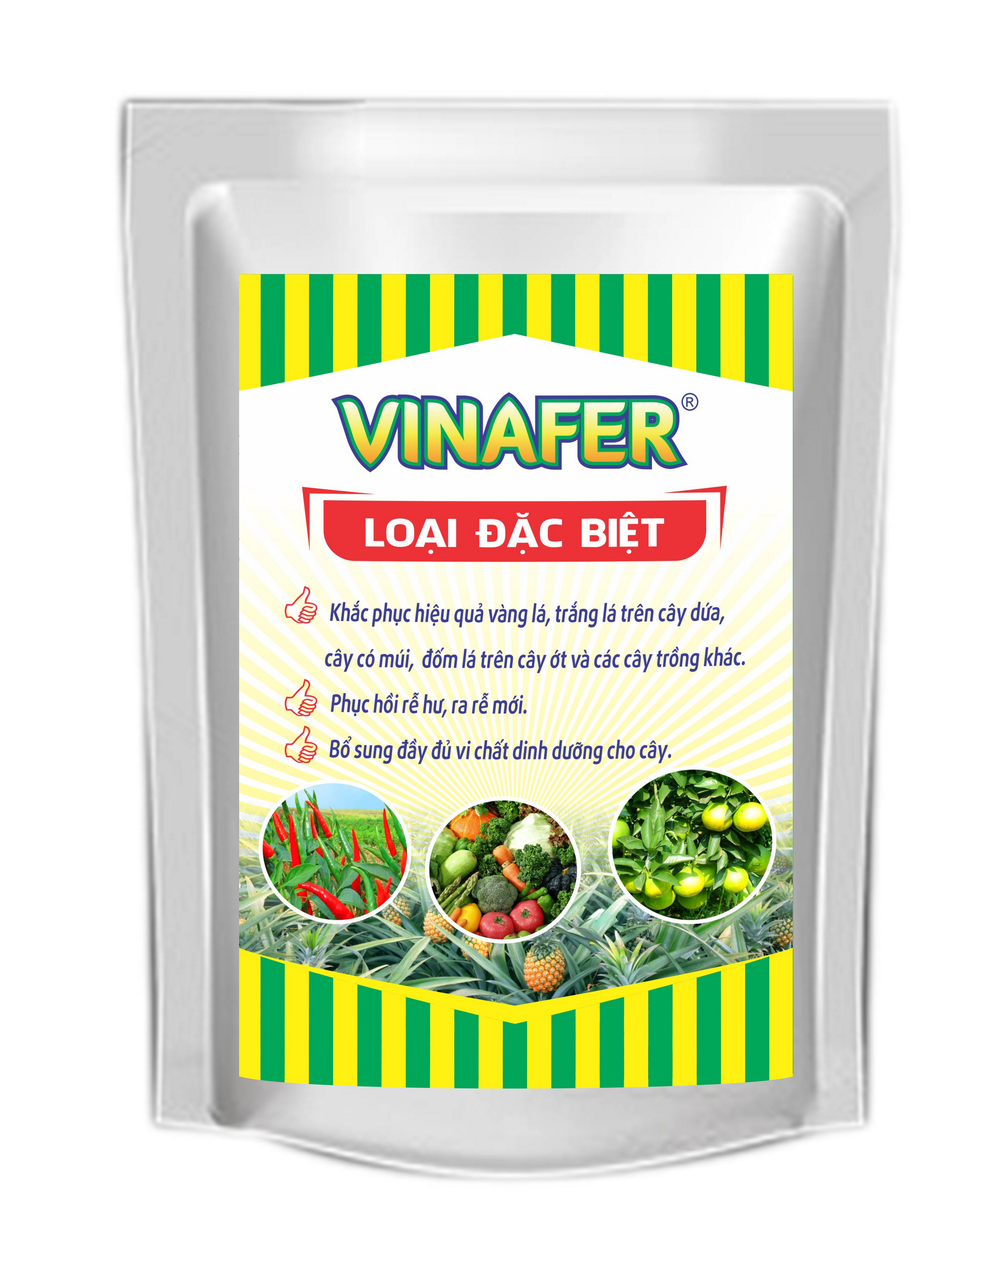 VINAFER®
LOẠI ĐẶC BIỆT
Khắc phục hiệu quả vàng lá, trắng lá trên cây dứa,
cây có múi, đốm lá trên cây ớt và các cây trồng khác.
Phục hồi rễ hư, ra rễ mới.
Bổ sung đầy đủ vi chất dinh dưỡng cho cây.